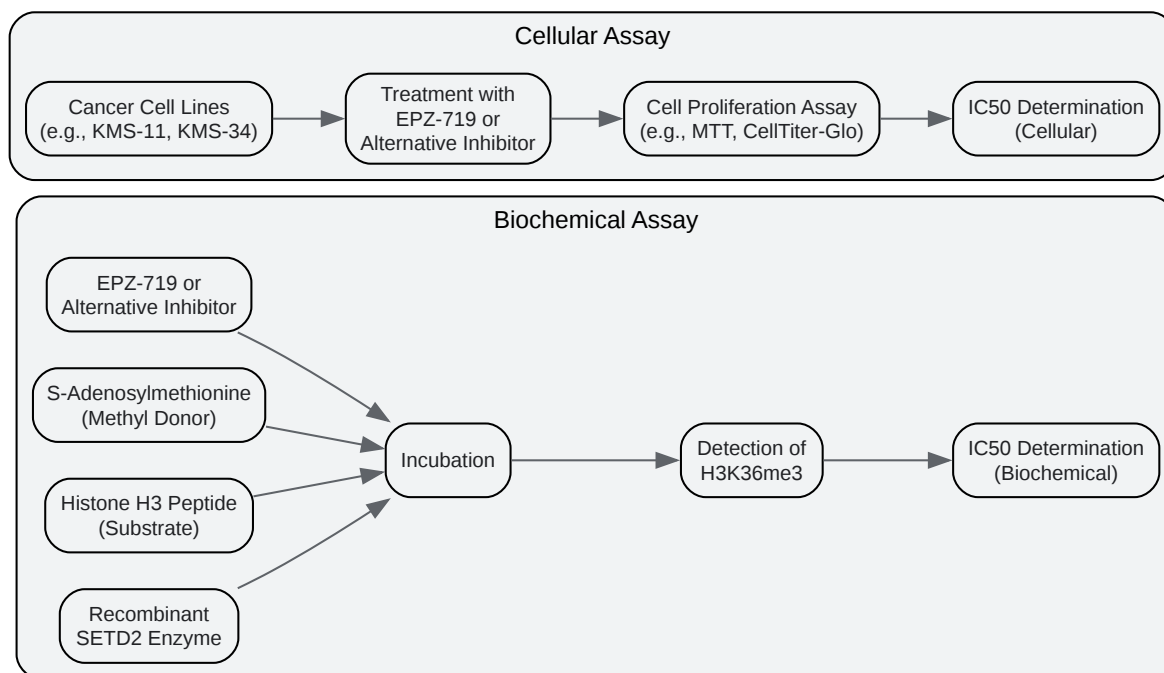 Cellular Assay
Cancer Cell Lines
(e.g., KMS-11, KMS-34)
Treatment with
EPZ-719 or
Alternative Inhibitor
Cell Proliferation Assay
(e.g., MTT, CellTiter-Glo)
IC50 Determination
(Cellular)
Biochemical Assay
EPZ-719 or
Alternative Inhibitor
S-Adenosylmethionine
(Methyl Donor)
Histone H3 Peptide
(Substrate)
Recombinant
SETD2 Enzyme
Incubation
Detection of
H3K36me3
IC50 Determination
(Biochemical)